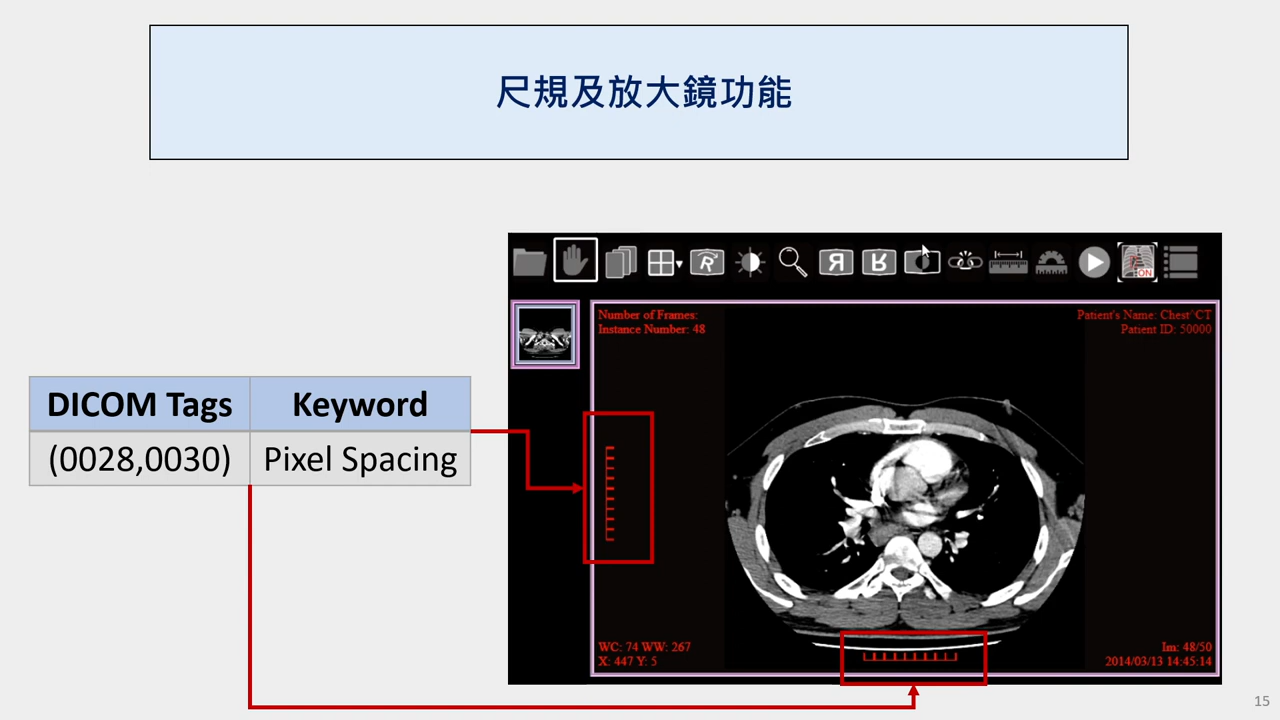 尺規及放大鏡功能
DICOM Tags Keyword
(0028,0030) Pixel Spacing
R
R
R
ON
Number of Frames:
Instance Number: 48
Patient's Name: Chest^CT
Patient ID: 50000
WC: 74 WW: 267
X: 447 Y: 5
Im: 48/50
2014/03/13 14:45:14
15